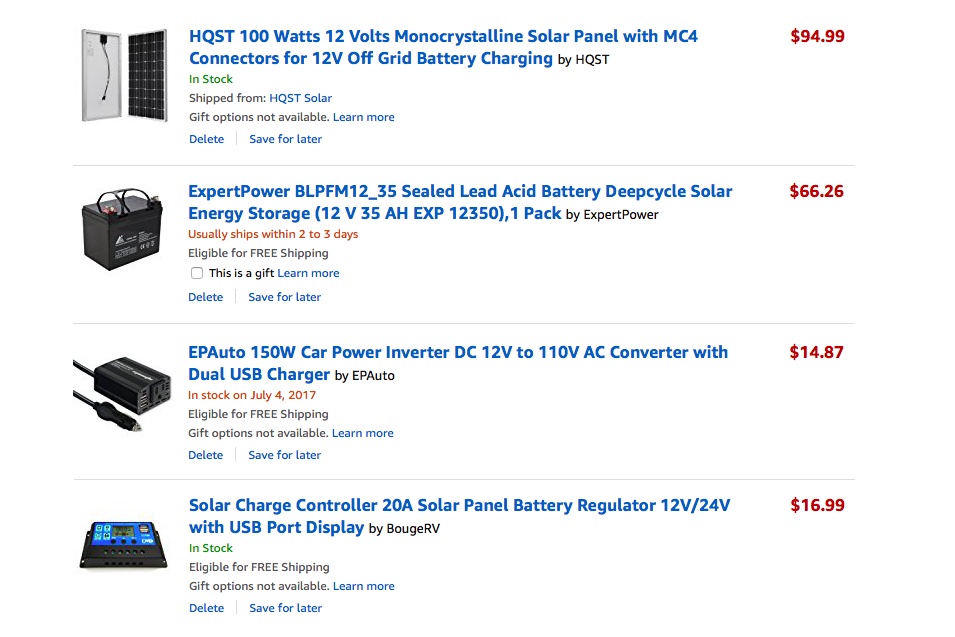 HQST 100 Watts 12 Volts Monocrystalline Solar Panel with MC4
$94.99
Connectors for 12V Off Grid Battery Charging by HQST
In Stock
Shipped from: HQST Solar
Gift options not available. Learn more
Delete Save for later
ExpertPower BLPFM12_35 Sealed Lead Acid Battery Deepcycle Solar
$66.26
Energy Storage (12 V 35 AH EXP 12350),1 Pack by ExpertPower
Usually ships within 2 to 3 days
Eligible for FREE Shipping
This is a gift Learn more
Delete Save for later
EPAuto 150W Car Power Inverter DC 12V to 110V AC Converter with
$14.87
Dual USB Charger by EPAuto
In stock on July 4, 2017
Eligible for FREE Shipping
Gift options not available. Learn more
Delete Save for later
Solar Charge Controller 20A Solar Panel Battery Regulator 12V/24V
$16.99
with USB Port Display by BougeRV
In Stock
Eligible for FREE Shipping
Gift options not available. Learn more
Delete Save for later